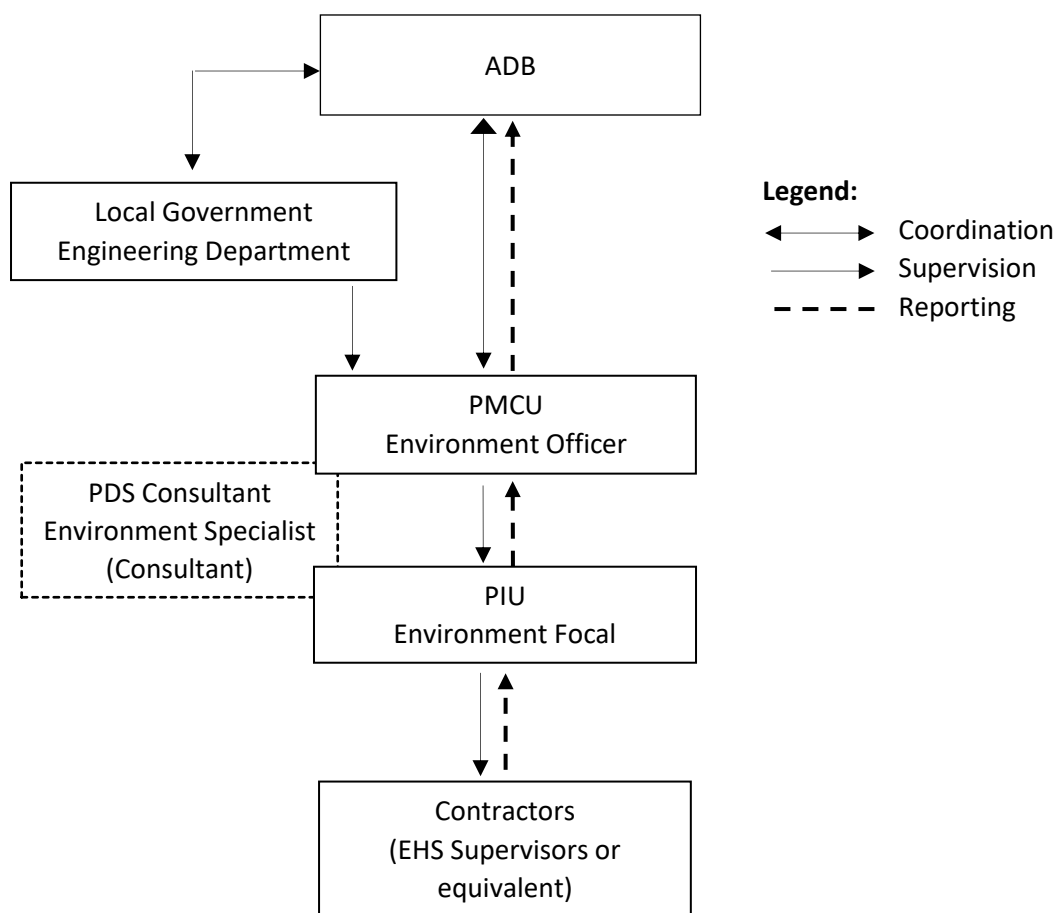 ADB
Local Government
Engineering Department
Legend:
Coordination
Supervision
Reporting
PMCU
Environment Officer
PDS Consultant
Environment Specialist
(Consultant)
PIU
Environment Focal
Contractors
(EHS Supervisors or
equivalent)